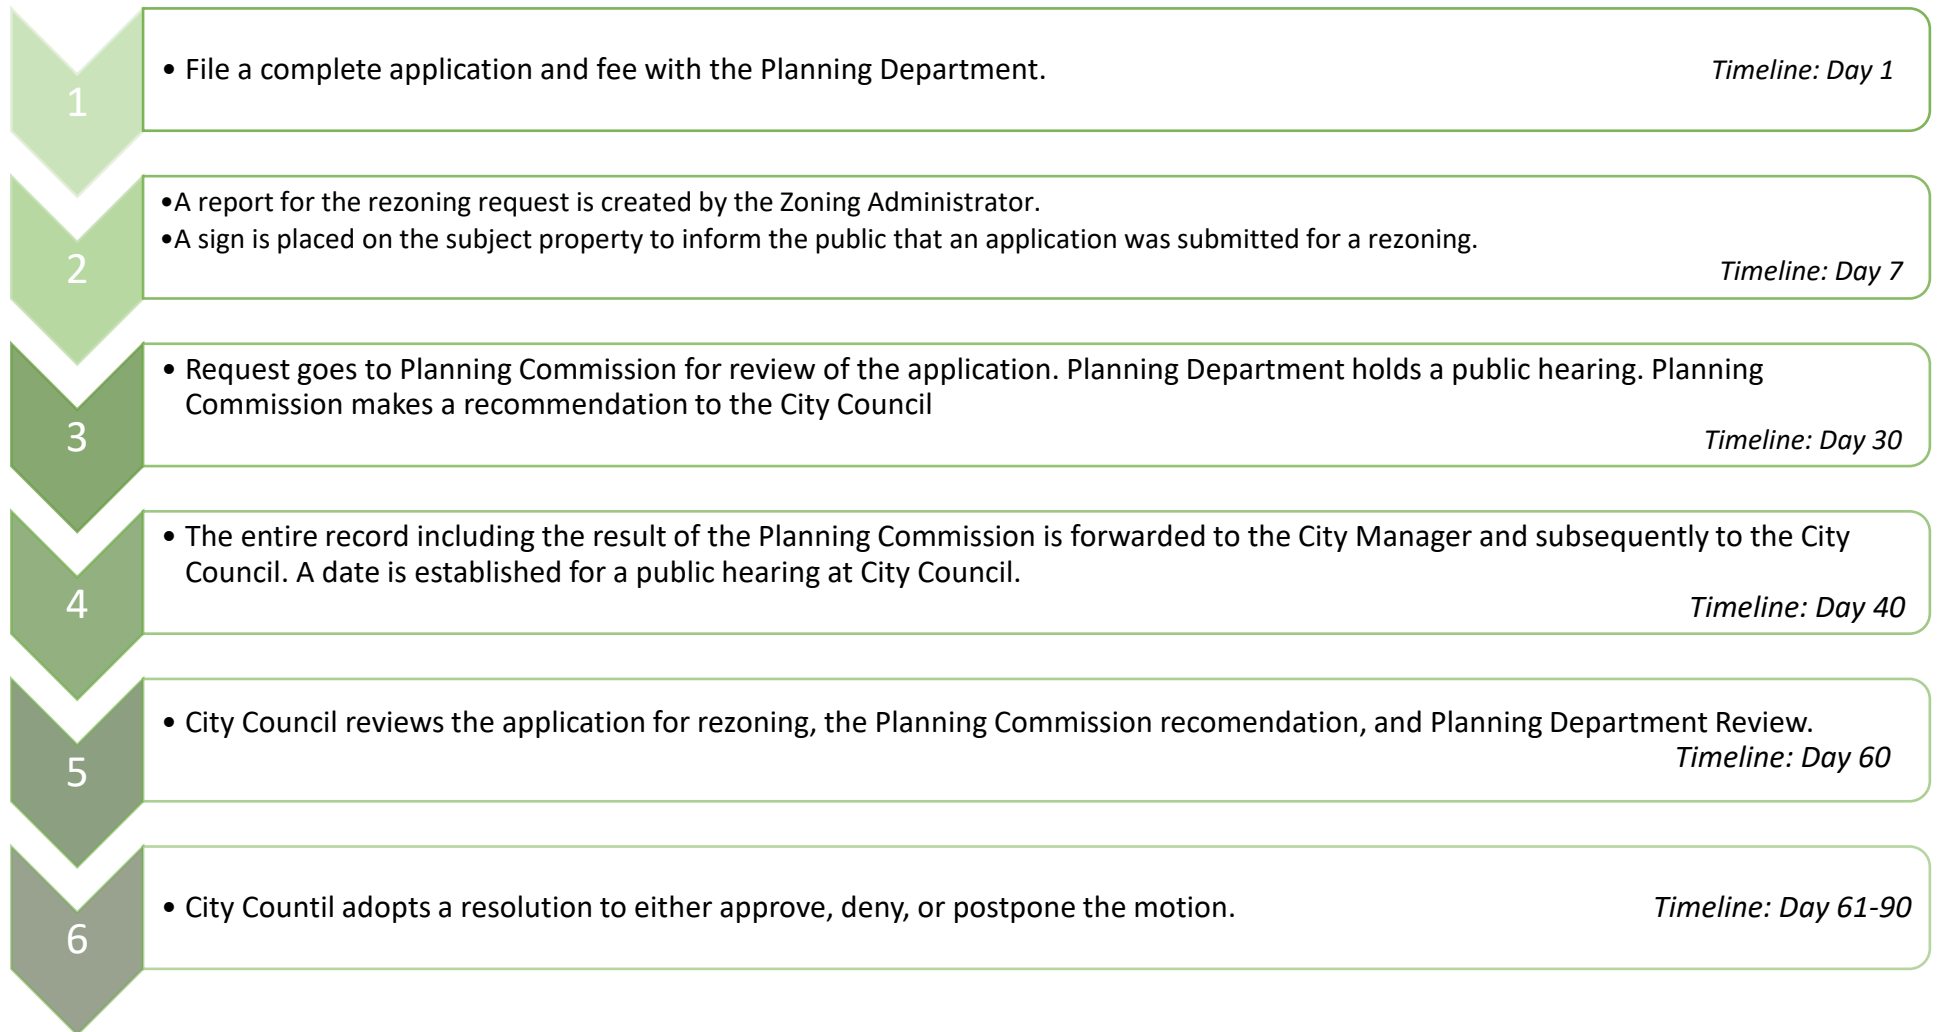 1
• File a complete application and fee with the Planning Department. Timeline: Day 1
2
•A report for the rezoning request is created by the Zoning Administrator.
•A sign is placed on the subject property to inform the public that an application was submitted for a rezoning.
Timeline: Day 7
3
• Request goes to Planning Commission for review of the application. Planning Department holds a public hearing. Planning
Commission makes a recommendation to the City Council
Timeline: Day 30
4
• The entire record including the result of the Planning Commission is forwarded to the City Manager and subsequently to the City
Council. A date is established for a public hearing at City Council.
Timeline: Day 40
5
• City Council reviews the application for rezoning, the Planning Commission recomendation, and Planning Department Review.
Timeline: Day 60
6
• City Countil adopts a resolution to either approve, deny, or postpone the motion. Timeline: Day 61-90